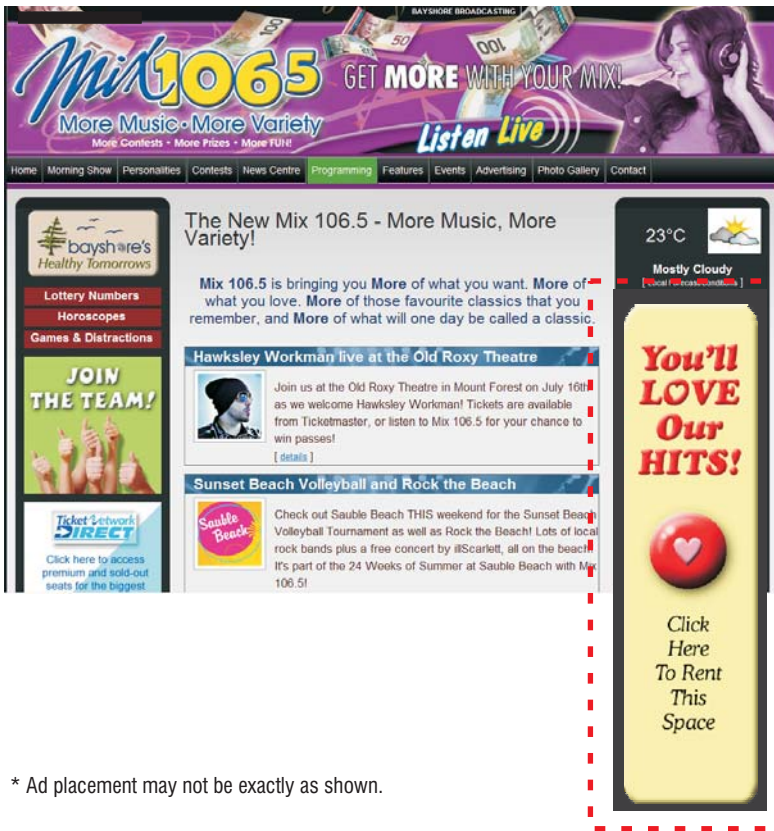 BAYSHORE BROADCASTING
100
50
100
Mix 106.5
GET MORE WITH YOUR MIX!
More Music • More Variety
More Contests • More Prizes • More FUN!
Listen Live
Home Morning Show Personalities Contests News Centre Programming Features Events Advertising Photo Gallery Contact
bayshore's
Healthy Tomorrows
Lottery Numbers
Horoscopes
Games & Distractions
JOIN
THE TEAM!
Ticket Network
DIRECT
Click here to access
premium and sold-out
seats for the biggest
The New Mix 106.5 - More Music, More
Variety!
Mix 106.5 is bringing you More of what you want. More of
what you love. More of those favourite classics that you
remember, and More of what will one day be called a classic.
Hawksley Workman live at the Old Roxy Theatre
Join us at the Old Roxy Theatre in Mount Forest on July 16th
as we welcome Hawksley Workman! Tickets are available
from Ticketmaster, or listen to Mix 106.5 for your chance to
win passes!
[ details ]
Sunset Beach Volleyball and Rock the Beach
Sauble
Beach
Check out Sauble Beach THIS weekend for the Sunset Beach
Volleyball Tournament as well as Rock the Beach! Lots of local
rock bands plus a free concert by illScarlett, all on the beach!
It's part of the 24 Weeks of Summer at Sauble Beach with Mix
106.5!
23°C
Mostly Cloudy
[ Local Forecast Conditions ]
You'll
LOVE
Our
HITS!
Click
Here
To Rent
This
Space
* Ad placement may not be exactly as shown.